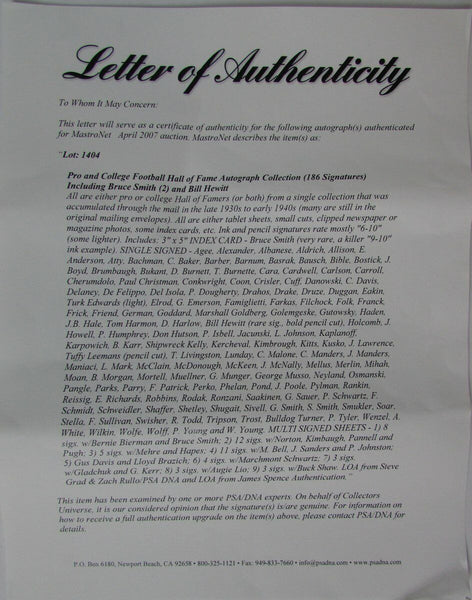 Letter of Authenticity
To Whom It May Concern:
This letter will serve as a certificate of authenticity for the following autograph(s) authenticated
for MastroNet April 2007 auction. MastroNet describes the item(s) as:
"Lot: 1404
Pro and College Football Hall of Fame Autograph Collection (186 Signatures)
Including Bruce Smith (2) and Bill Hewitt
All are either pro or college Hall of Famers (or both) from a single collection that was
accumulated through the mail in the late 1930s to early 1940s (many are still in the
original mailing envelopes). All are either tablet sheets, small cuts, clipped newspaper or
magazine photos, some index cards, etc. Ink and pencil signatures rate mostly "6-10"
(some lighter). Includes: 3" x 5" INDEX CARD - Bruce Smith (very rare, a killer "9-10"
ink example). SINGLE SIGNED - Agee, Alexander, Albanese, Aldrich, Allison, E.
Anderson, Atty, Bachman, C. Baker, Barber, Barnum, Basrak, Bausch, Bible, Bostick, J.
Boyd, Brumbaugh, Bukant, D. Burnett, T. Burnette, Cara, Cardwell, Carlson, Carroll,
Cherundolo, Paul Christman, Conkwright, Coon, Crisler, Cuff, Danowski, C. Davis,
Delaney, De Felippo, Del Isola, P. Dougherty, Drahos, Drake, Druze, Duggan, Eakin,
Turk Edwards (light), Elrod, G. Emerson, Famiglietti, Farkas, Filchock, Folk, Franck,
Frick, Friend, German, Goddard, Marshall Goldberg, Golemgeske, Gutowsky, Haden,
J.B. Hale, Tom Harmon, D. Harlow, Bill Hewitt (rare sig., bold pencil cut), Holcomb, J.
Howell, P. Humphrey, Don Hutson, P. Isbell, Jacunski, L. Johnson, Kaplanoff,
Karpowich, B. Karr, Shipwreck Kelly, Kercheval, Kimbrough, Kitts, Kusko, J. Lawrence,
Tuffy Leemans (pencil cut), T. Livingston, Lunday, C. Malone, C. Manders, J. Manders,
Maniaci, L. Mark, McClain, McDonough, McKeen, J. McNally, Mellus, Merlin, Mihah,
Moan, B. Morgan, Mortell, Muellner, G. Munger, George Musso, Neyland, Osmanski,
Pangle, Parks, Parry, F. Patrick, Perko, Phelan, Pond, J. Poole, Pylman, Rankin,
Reissig, E. Richards, Robbins, Rodak, Ronzani, Saakinen, G. Sauer, P. Schwartz, F.
Schmidt, Schweidler, Shaffer, Shetley, Shugait, Sivell, G. Smith, S. Smith, Smukler, Soar,
Stella, F. Sullivan, Swisher, R. Todd, Tripson, Trost, Bulldog Turner, P. Tyler, Wenzel, A.
White, Wilkin, Wolfe, Wolff, P. Young and W. Young. MULTI SIGNED SHEETS - 1) 8
sigs. w/Bernie Bierman and Bruce Smith; 2) 12 sigs. w/Norton, Kimbaugh, Pannell and
Pugh; 3) 5 sigs. w/Mehre and Hapes; 4) 11 sigs. w/M. Bell, J. Sanders and P. Johnston;
5) Gus Davis and Lloyd Brazich; 6) 4 sigs. w/Marchmont Schwartz; 7) 3 sigs.
w/Gladchuk and G. Kerr; 8) 3 sigs. w/Augie Lio; 9) 3 sigs. w/Buck Shaw. LOA from Steve
Grad & Zach Rullo/PSA DNA and LOA from James Spence Authentication."
This item has been examined by one or more PSA/DNA experts. On behalf of Collectors
Universe, it is our considered opinion that the signature(s) is/are genuine. For information on
how to receive a full authentication upgrade on the item(s) above, please contact PSA/DNA for
details.
P.O. Box 6180, Newport Beach, CA 92658 • 800-325-1121 • Fax: 949-833-7660 • info@psadna.com • www.psadna.com